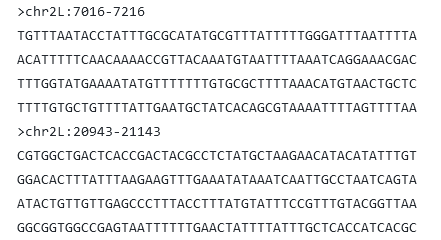 >chr2L:7016-7216
TGTTTAATACCTATTTGCGCATATGCGTTTATTTTTGGGATTTAATTTTA
ACATTTTTCAACAAAACCGTTACAAATGTAATTTTAAATCAGGAAACGAC
TTTGGTATGAAAATATGTTTTTTTGTGCGCTTTTAAACATGTAACTGCTC
TTTTGTGCTGTTTTATTGAATGCTATCACAGCGTAAAATTTTAGTTTTAA
>chr2L:20943-21143
CGTGGCTGACTCACCGACTACGCCTCTATGCTAAGAACATACATATTTGT
GGACACTTTATTTAAGAAGTTTGAAATATAAATCAATTGCCTAATCAGTA
ATACTGTTGTTGAGCCCTTTACCTTTATGTATTTCCGTTTGTACGGTTAA
GGCGGTGGCCGAGTAATTTTTTGAACTATTTTATTTGCTCACCATCACGC